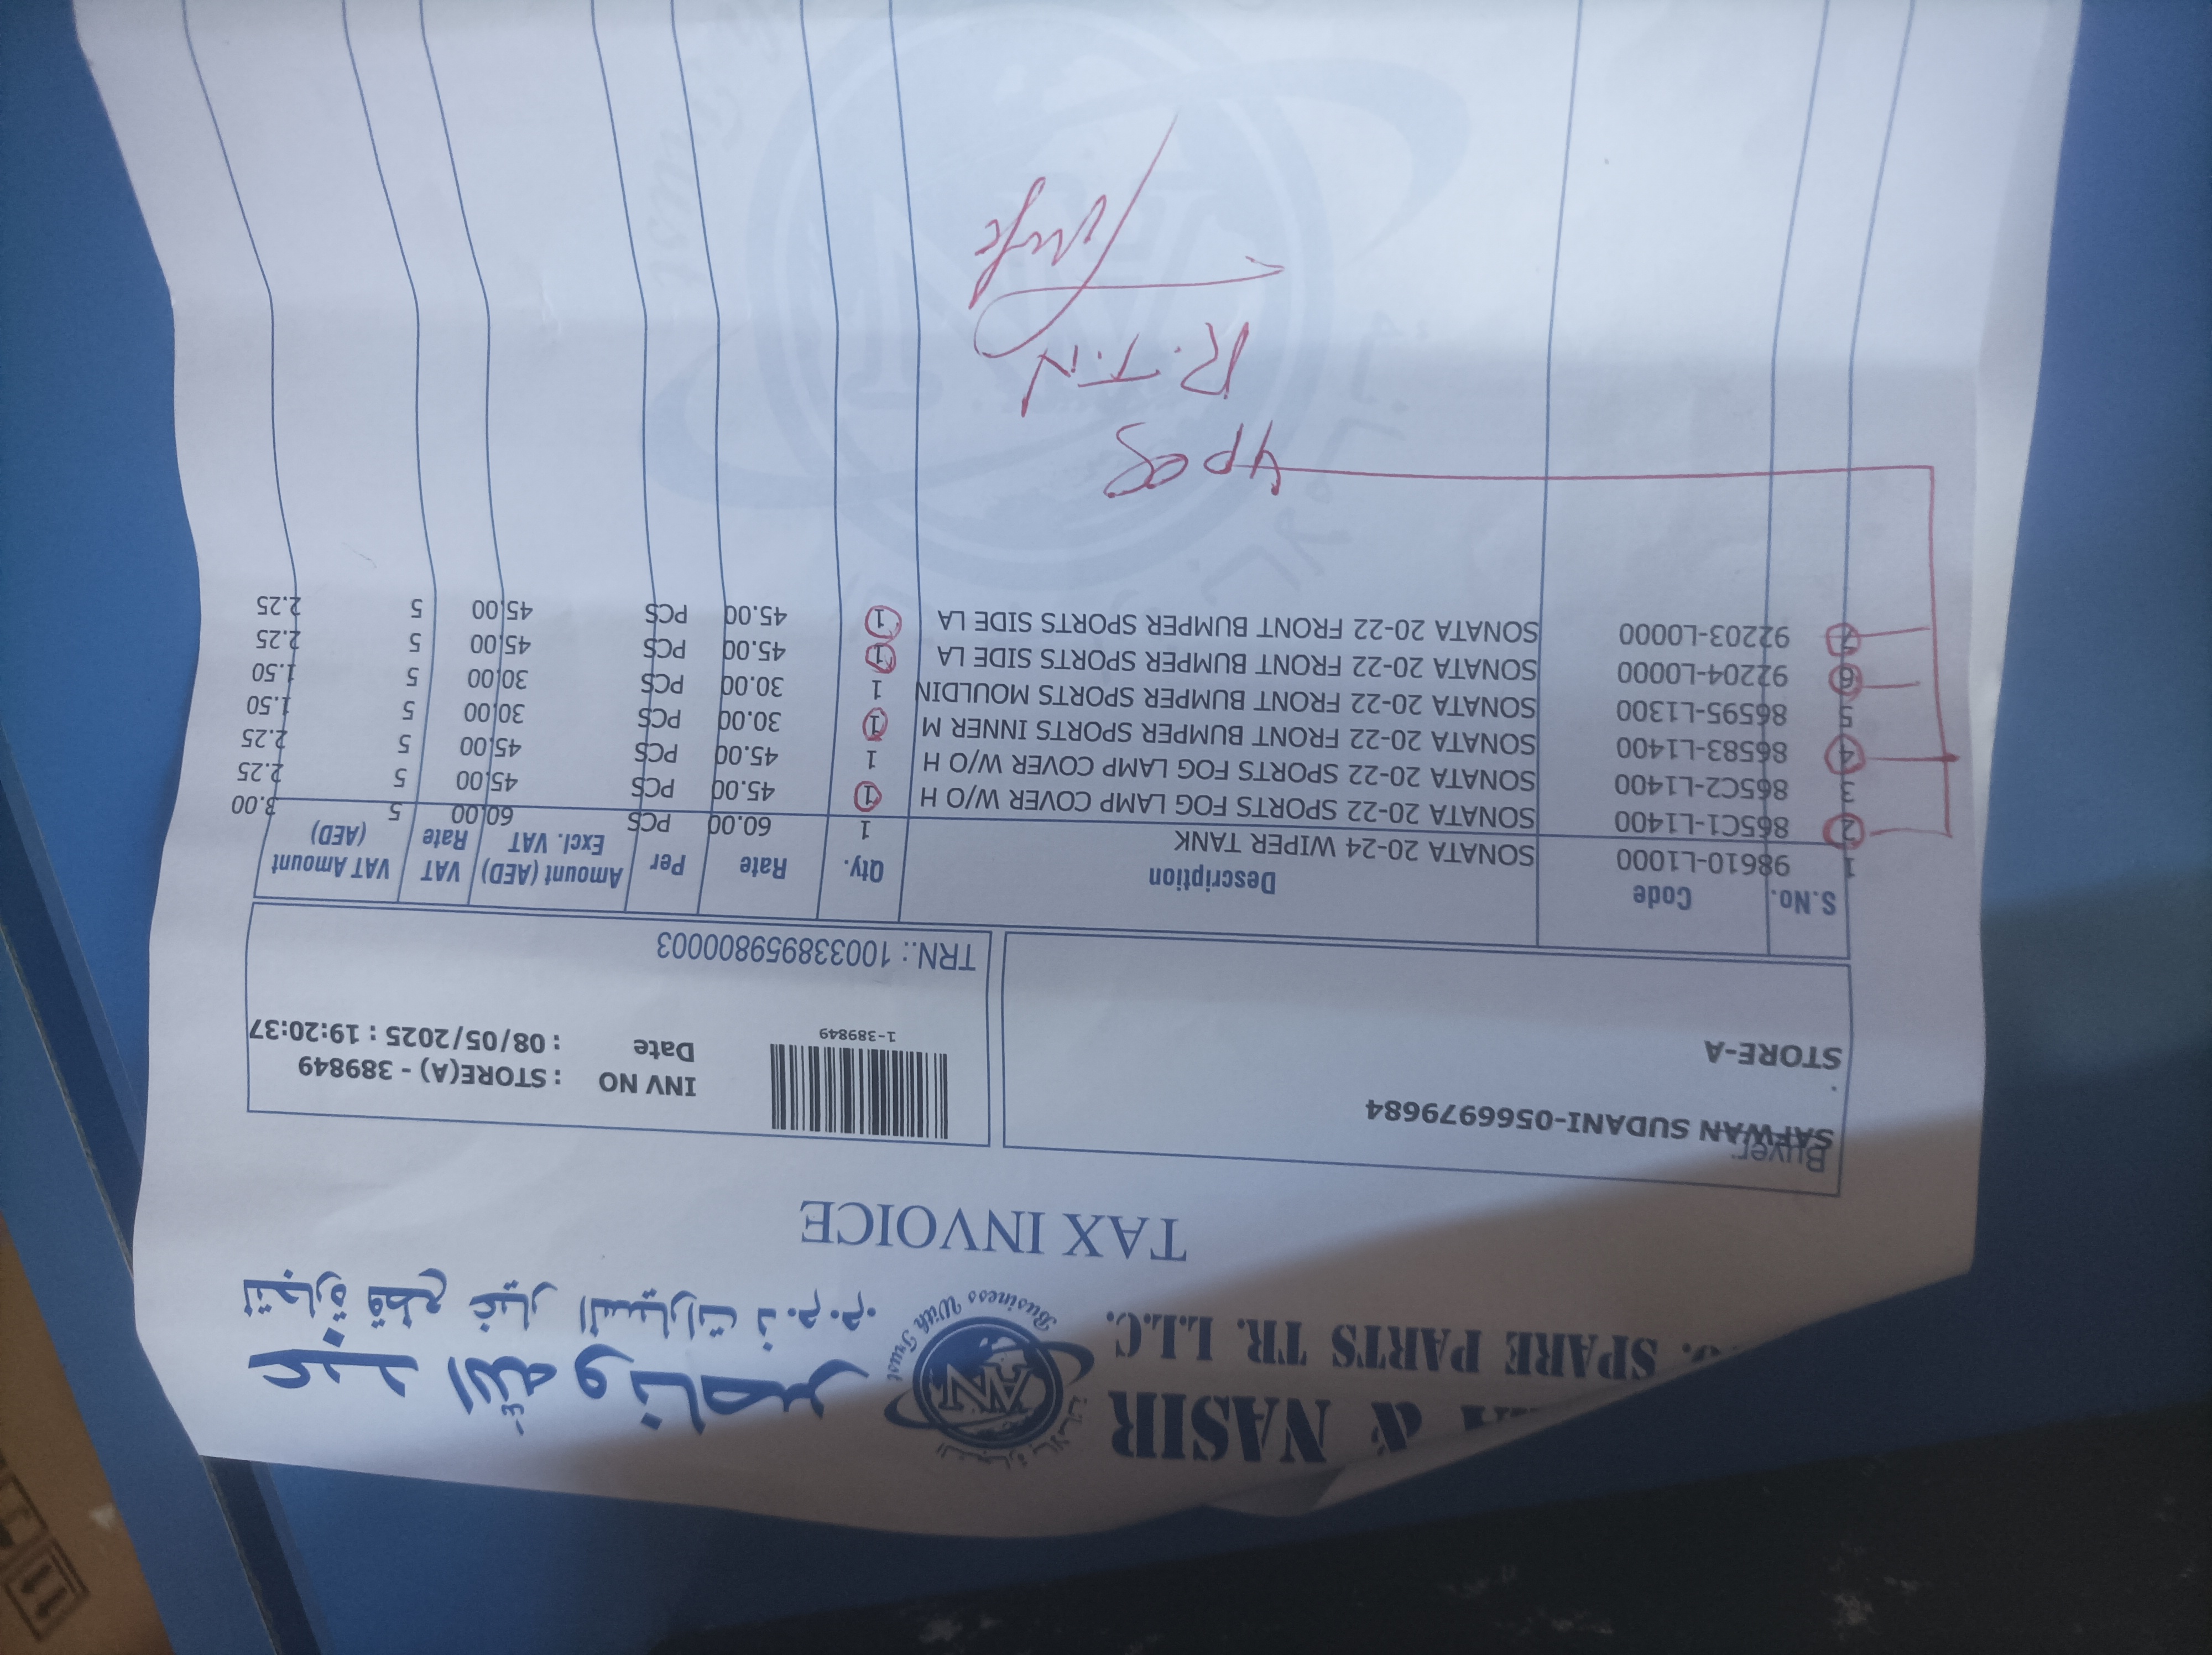 & NASIR
SPARE PARTS TR. L.L.C.
AN
Business With Trust
عبد الله و ناصر
لتجارة قطع غيار السيارات ذ.م.م.
TAX INVOICE
Buyer:
SAFWAN SUDANI-0566979684
.
STORE-A
1-389849
INV NO : STORE(A) - 389849
Date : 08/05/2025 : 19:20:37
TRN.: 100338959800003
S.No. Code Description Qty. Rate Per Amount (AED) Excl. VAT VAT Rate VAT Amount (AED)
1 98610-L1000 SONATA 20-24 WIPER TANK 1 60.00 PCS 60.00 5 3.00
2 865C1-L1400 SONATA 20-22 SPORTS FOG LAMP COVER W/O H 1 45.00 PCS 45.00 5 2.25
3 865C2-L1400 SONATA 20-22 SPORTS FOG LAMP COVER W/O H 1 45.00 PCS 45.00 5 2.25
4 86583-L1400 SONATA 20-22 FRONT BUMPER SPORTS INNER M 1 30.00 PCS 30.00 5 1.50
5 86595-L1300 SONATA 20-22 FRONT BUMPER SPORTS MOULDIN 1 30.00 PCS 30.00 5 1.50
6 92204-L0000 SONATA 20-22 FRONT BUMPER SPORTS SIDE LA 1 45.00 PCS 45.00 5 2.25
7 92203-L0000 SONATA 20-22 FRONT BUMPER SPORTS SIDE LA 1 45.00 PCS 45.00 5 2.25
4pcs
R.T.N